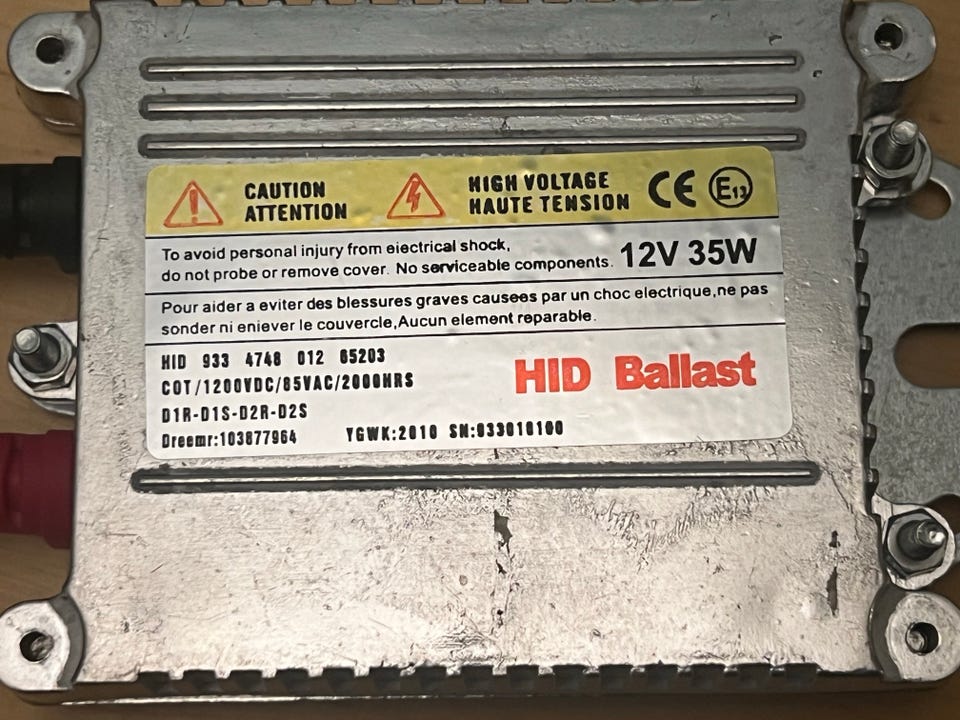 CAUTION
ATTENTION
HIGH VOLTAGE
HAUTE TENSION
CE E13
To avoid personal injury from eiectrical shock,
do not probe or remove cover. No serviceable components.
12V 35W
Pour aider a eviter des blessures graves causees par un choc electrique,ne pas
sonder ni eniever le couvercle,Aucun element reparable.
HID 933 4748 012 65203
COT/1200VDC/85VAC/2000HRS
D1R-D1S-D2R-D2S
Dreemr:103877964 YGWK:2010 SN:033010100
HID Ballast